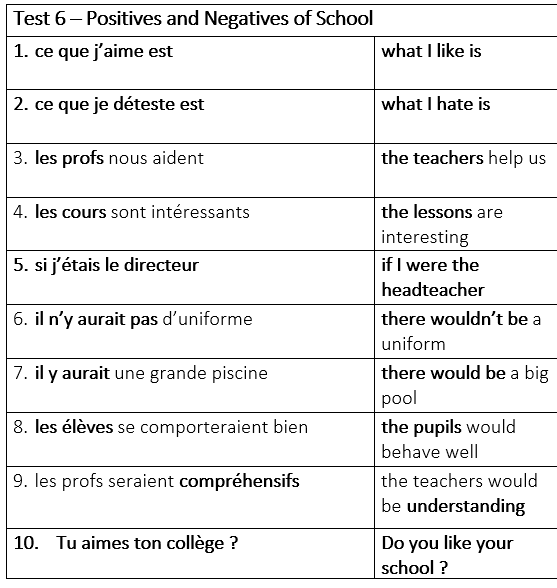 Test 6 – Positives and Negatives of School
1. ce que j’aime est
what I like is
2. ce que je déteste est
what I hate is
3. les profs nous aident
the teachers help us
4. les cours sont intéressants
the lessons are
interesting
5. si j’étais le directeur
if I were the
headteacher
6. il n’y aurait pas d’uniforme
there wouldn’t be a
uniform
7. il y aurait une grande piscine
there would be a big
pool
8. les élèves se comporteraient bien
the pupils would
behave well
9. les profs seraient compréhensifs
the teachers would
be understanding
10. Tu aimes ton collège ?
Do you like your
school ?